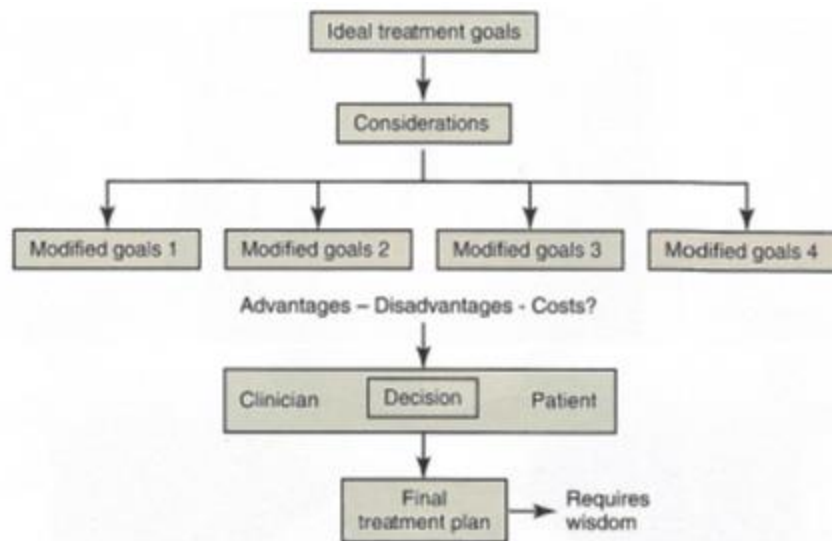 Ideal treatment goals
Considerations
Modified goals 1
Modified goals 2
Modified goals 3
Modified goals 4
Advantages – Disadvantages - Costs?
Clinician
Decision
Patient
Final
treatment plan
Requires
wisdom